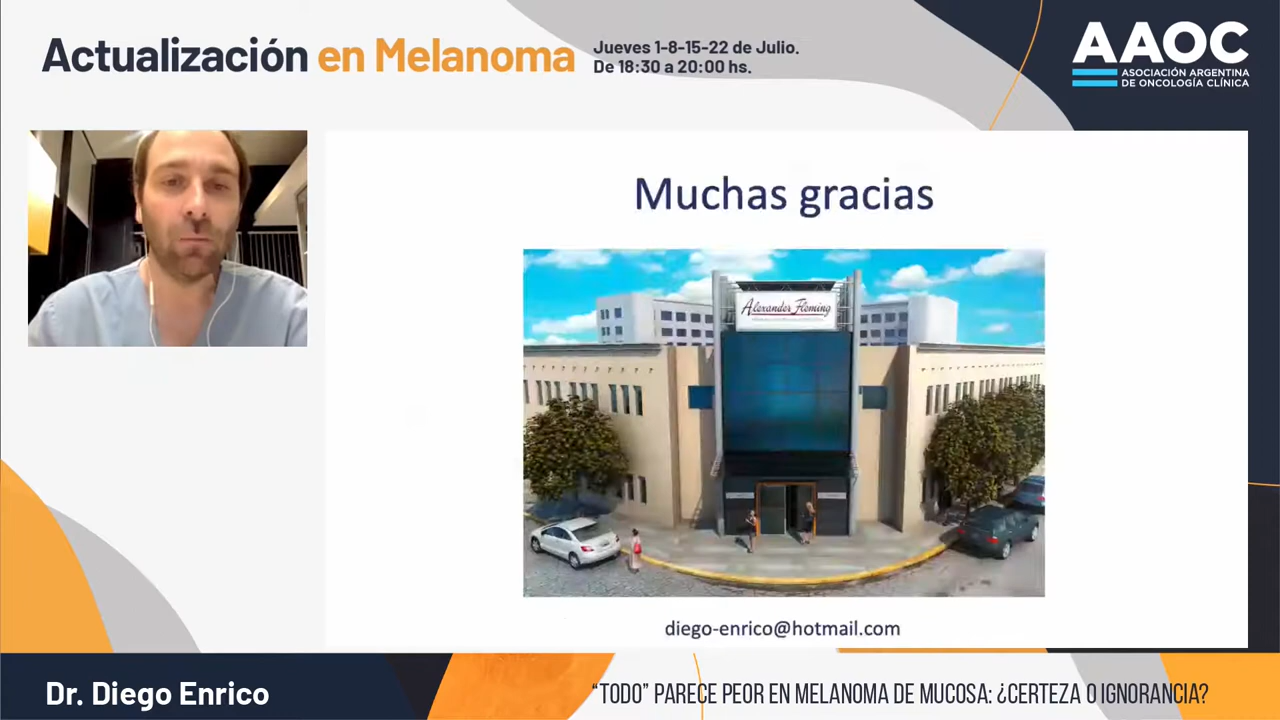 Actualización en Melanoma
Jueves 1-8-15-22 de Julio.
De 18:30 a 20:00 hs.
AAOC
ASOCIACIÓN ARGENTINA
DE ONCOLOGÍA CLÍNICA
Muchas gracias
Alexander Fleming
diego-enrico@hotmail.com
Dr. Diego Enrico
“TODO” PARECE PEOR EN MELANOMA DE MUCOSA: ¿CERTEZA O IGNORANCIA?